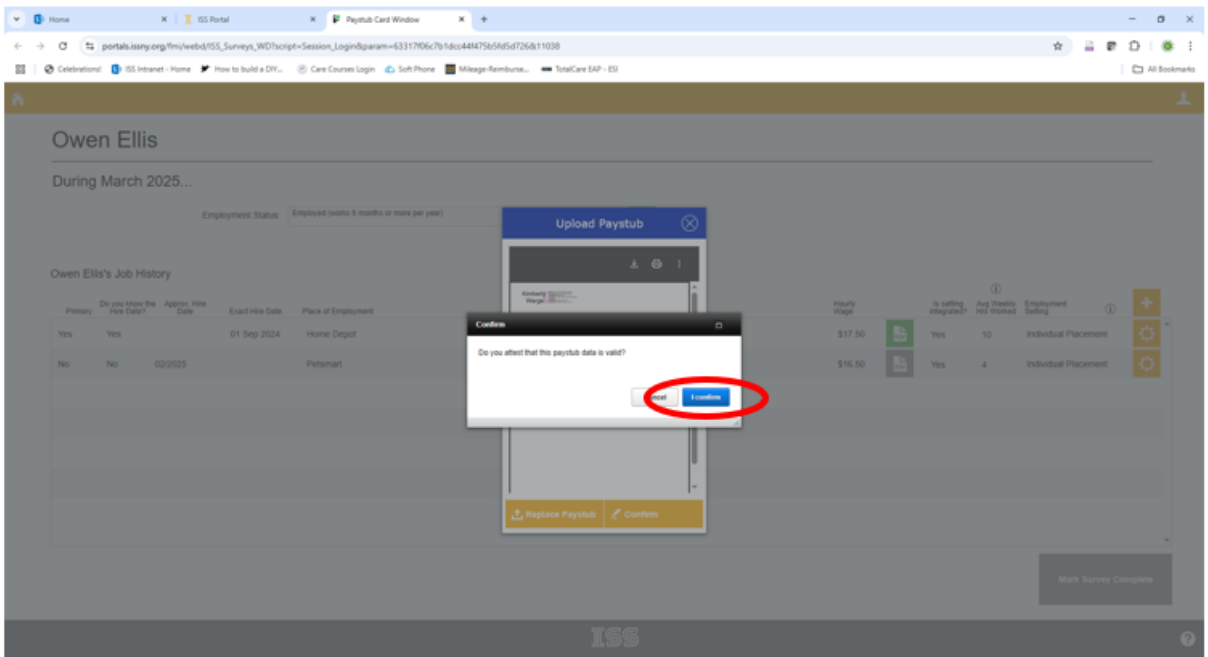 Home
ISS Portal
Paystub Card Window
portals.issny.org/fmi/webd/ISS_Surveys_WD?script=Session_Login&param=
Celebrations!
ISS Intranet - Home
How to build a DIY...
Care Courses Login
Soft Phone
Mileage-Reimburse...
TotalCare EAP - ESI
All Bookmarks
Owen Ellis
During March 2025...
Employment Status:
Employed (works 6 months or more per year)
Upload Paystub
Owen Ellis's Job History
Primary
Do you know the Hire Date?
Approx. Hire Date
Exact Hire Date
Place of Employment
Hourly Wage
Is setting integrated?
Avg Weekly Hrs Worked
Employment Setting
Yes Yes 01 Sep 2024 Home Depot $17.50 Yes 10 Individual Placement
No No 02/2025 Petsmart $16.50 Yes 4 Individual Placement
Confirm
Do you attest that this paystub data is valid?
I confirm
Replace Paystub
Confirm
Mark Survey Complete
ISS